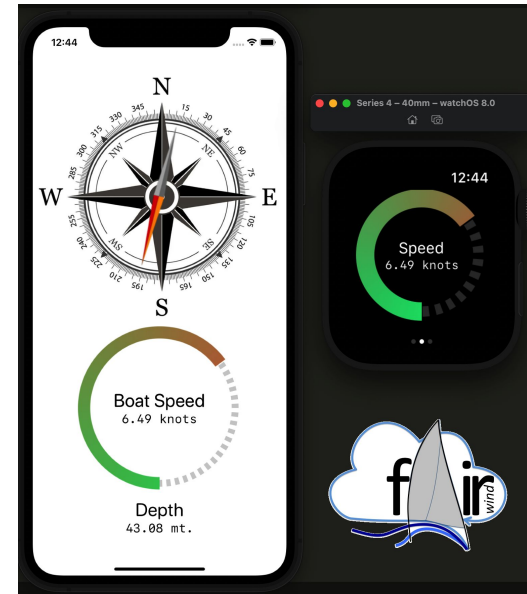 12:44
N
345
15
330
30
315
45
300
60
285
75
NW
NE
W
E
255
105
240
120
225
135
210
150
195
165
SW
SE
S
Boat Speed
6.49 knots
Depth
43.08 mt.
Series 4 – 40mm – watchOS 8.0
12:44
Speed
6.49 knots
f ir
wind